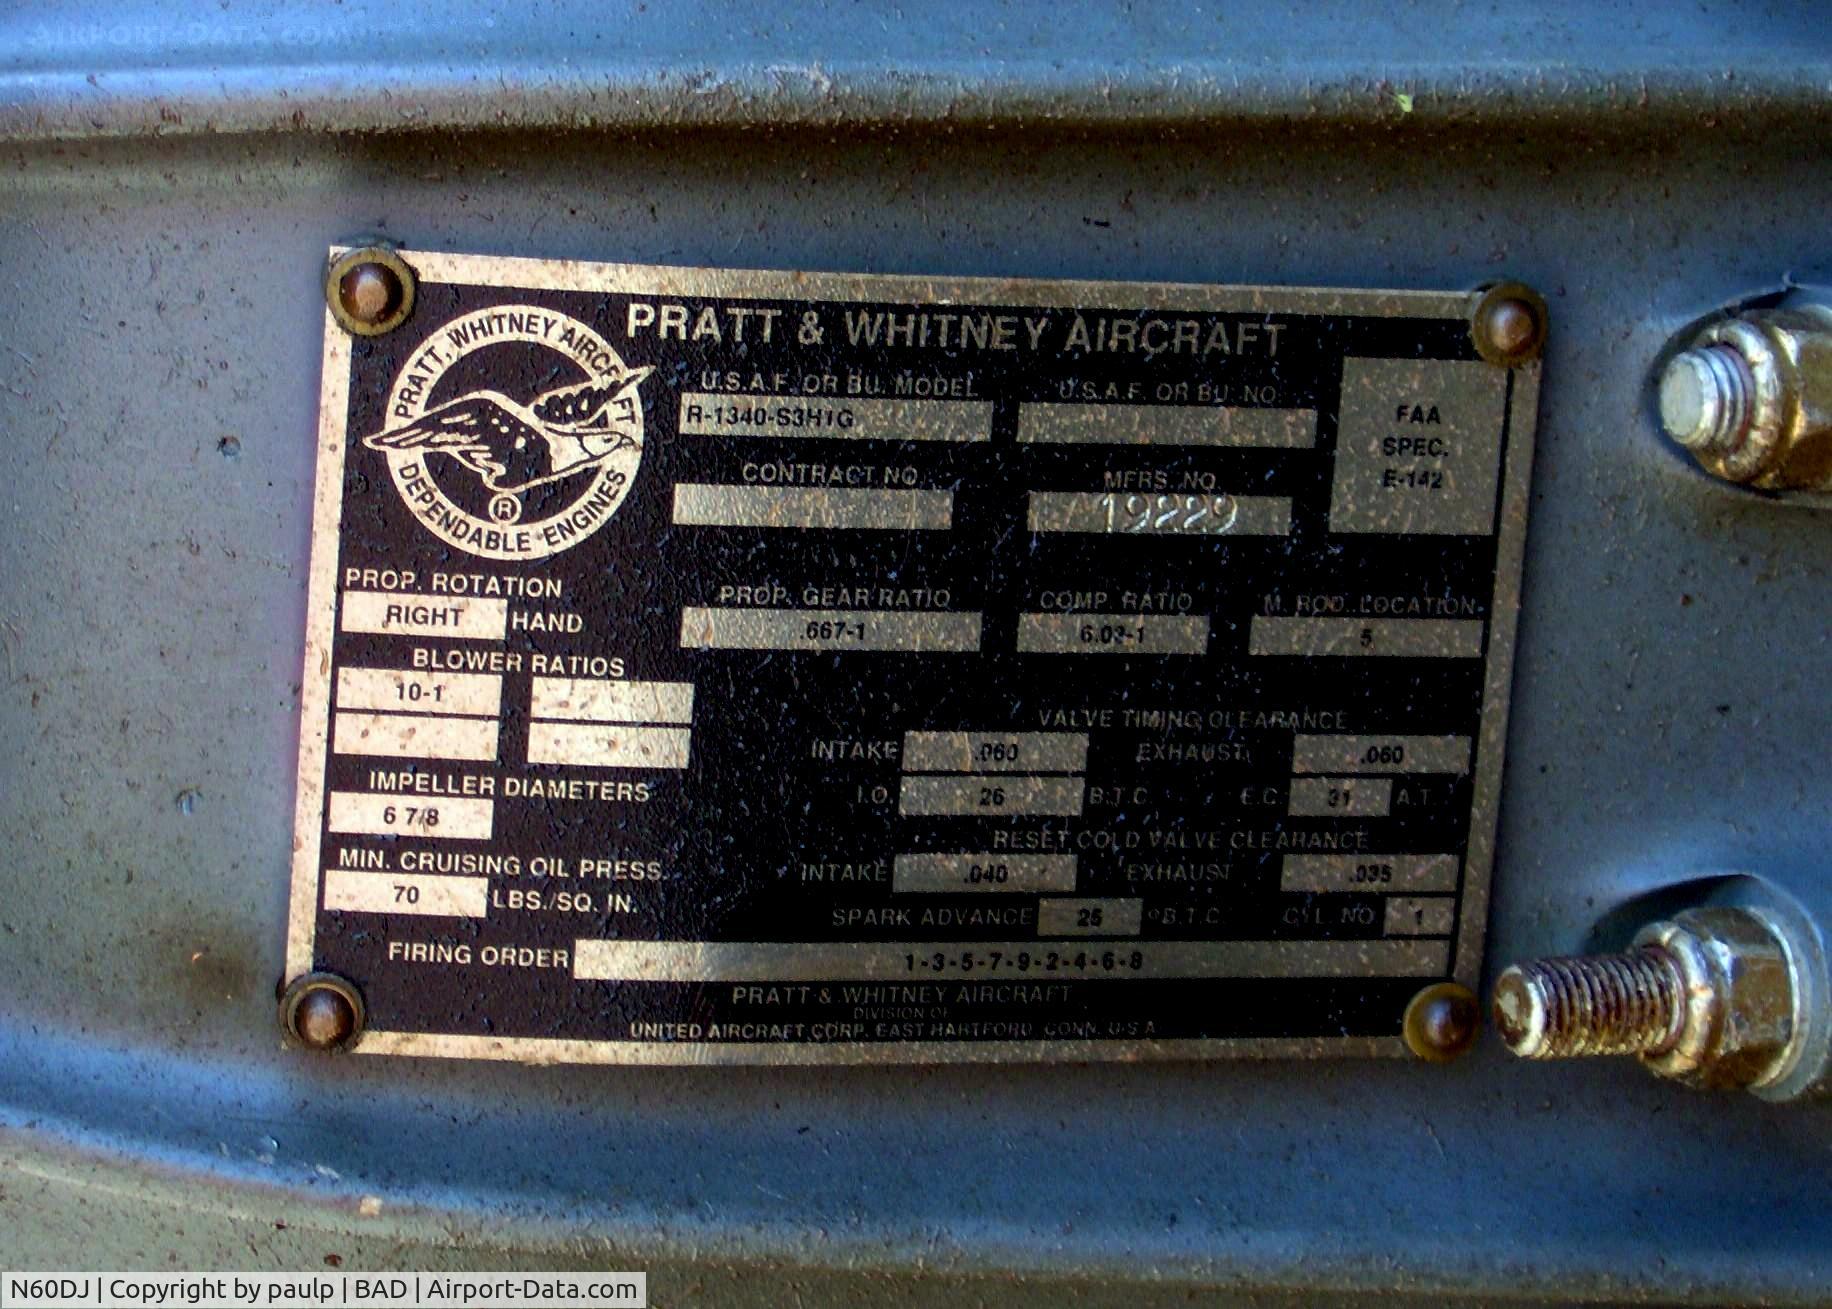 AIRPORT-DATA.COM
PRATT & WHITNEY AIRCRAFT
PRATT, WHITNEY AIRCRAFT
DEPENDABLE ENGINES
®
U.S.A.F. OR BU. MODEL
R-1340-S3H1G
U.S.A.F. OR BU. NO.
FAA
SPEC.
E-142
CONTRACT NO.
MFRS. NO.
19229
PROP. ROTATION
RIGHT HAND
PROP. GEAR RATIO
.667-1
COMP. RATIO
6.03-1
M. ROD. LOCATION
5
BLOWER RATIOS
10-1
VALVE TIMING CLEARANCE
INTAKE .060 EXHAUST .060
I.O. 26 B.T.C. E.C. 31 A.T.
IMPELLER DIAMETERS
6 7/8
RESET COLD VALVE CLEARANCE
INTAKE .040 EXHAUST .035
MIN. CRUISING OIL PRESS.
70 LBS./SQ. IN.
SPARK ADVANCE 25 °B.T.C. CYL. NO 1
FIRING ORDER 1-3-5-7-9-2-4-6-8
PRATT & WHITNEY AIRCRAFT
DIVISION OF
UNITED AIRCRAFT CORP. EAST HARTFORD, CONN. U.S.A.
N60DJ | Copyright by paulp | BAD | Airport-Data.com